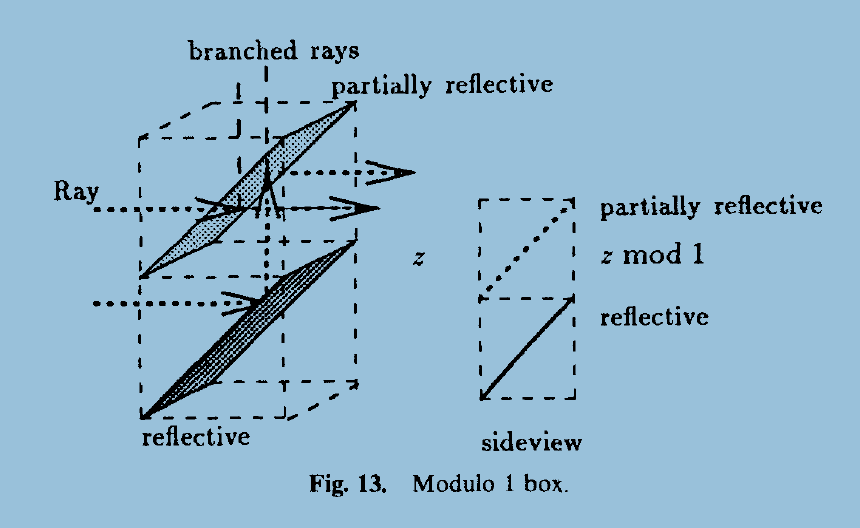 branched rays
partially reflective
Ray
partially reflective
z
z mod 1
reflective
reflective
sideview
Fig. 13. Modulo 1 box.